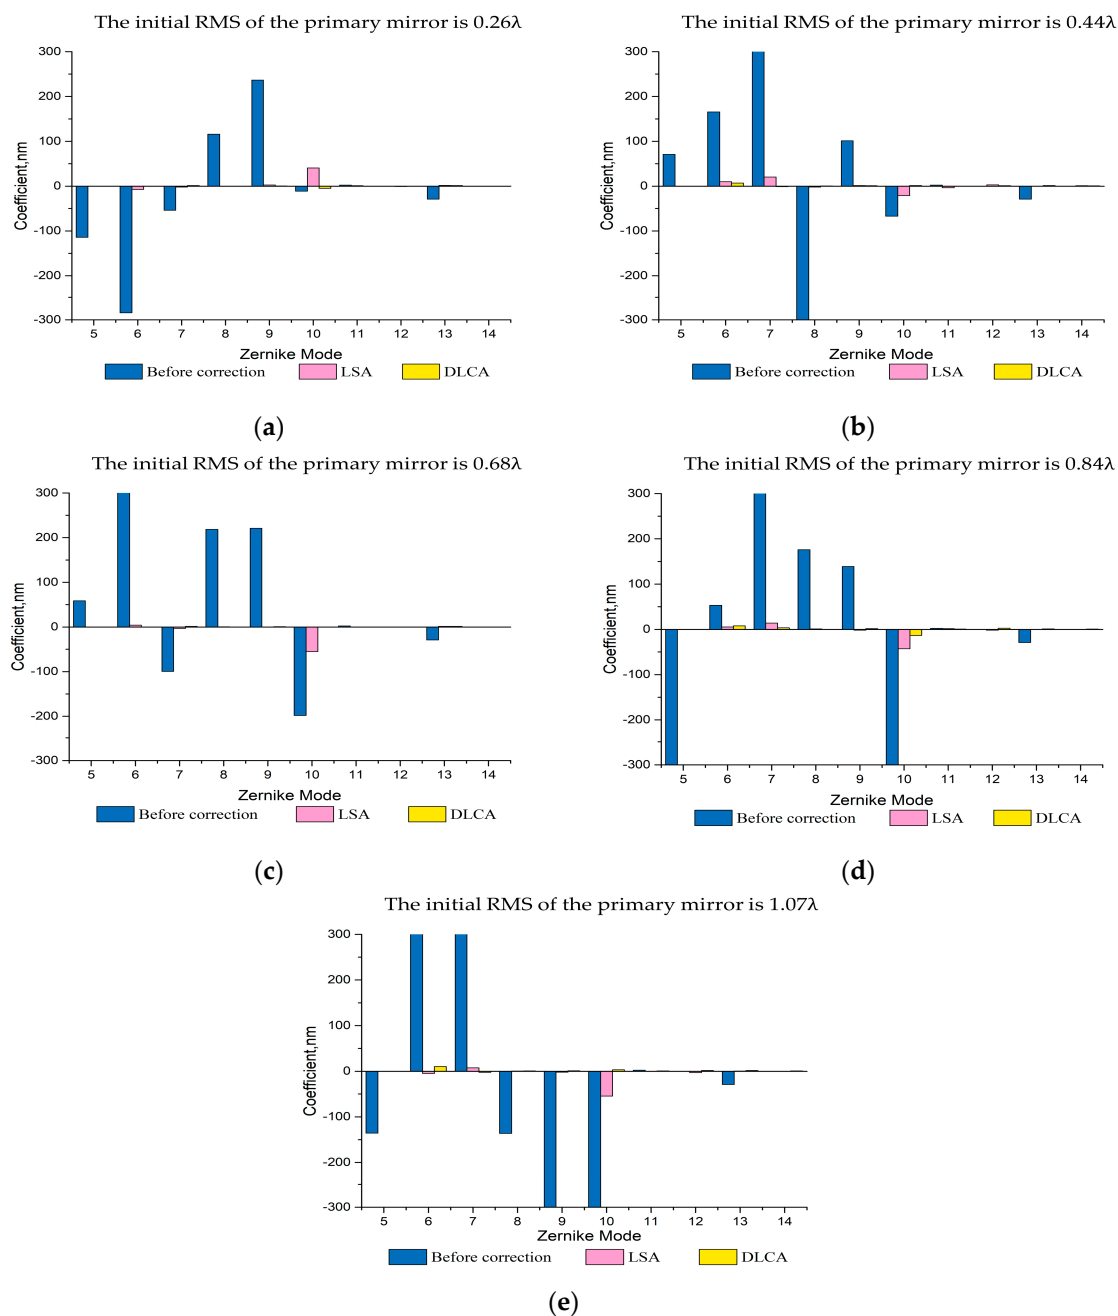 The initial RMS of the primary mirror is 0.26λ
300
200
100
0
-100
-200
-300
Coefficient,nm
5 6 7 8 9 10 11 12 13 14
Zernike Mode
Before correction LSA DLCA
(a)
The initial RMS of the primary mirror is 0.44λ
300
200
100
0
-100
-200
-300
Coefficient,nm
5 6 7 8 9 10 11 12 13 14
Zernike Mode
Before correction LSA DLCA
(b)
The initial RMS of the primary mirror is 0.68λ
300
200
100
0
-100
-200
-300
Coefficient,nm
5 6 7 8 9 10 11 12 13 14
Zernike Mode
Before correction LSA DLCA
(c)
The initial RMS of the primary mirror is 0.84λ
300
200
100
0
-100
-200
-300
Coefficient,nm
5 6 7 8 9 10 11 12 13 14
Zernike Mode
Before correction LSA DLCA
(d)
The initial RMS of the primary mirror is 1.07λ
300
200
100
0
-100
-200
-300
Coefficient,nm
5 6 7 8 9 10 11 12 13 14
Zernike Mode
Before correction LSA DLCA
(e)